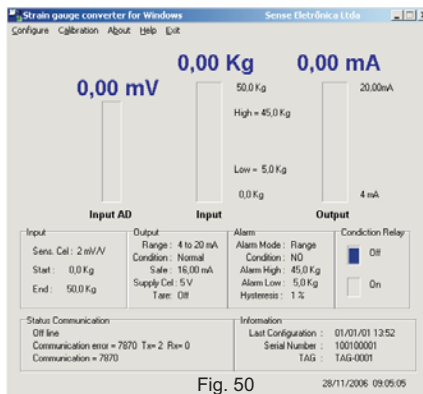 Strain gauge converter for Windows Sense Eletrônica Ltda
Configure Calibration About Help Exit
0,00 mV
0,00 Kg
0,00 mA
50,0 Kg
20,00mA
High = 45,0 Kg
Low = 5,0 Kg
0,0 Kg
4 mA
Input AD
Input
Output
Input
Sens. Cel : 2 mV/V
Start : 0,0 Kg
End : 50,0 Kg
Output
Range : 4 to 20 mA
Condition : Normal
Safe : 16,00 mA
Supply Cel : 5 V
Tare: Off
Alarm
Alarm Mode : Range
Condition : NO
Alarm High : 45,0 Kg
Alarm Low : 5,0 Kg
Hysteresis : 1 %
Condiction Relay
Off
On
Status Communication
Off line
Communication error = 7870 Tx= 2 Rx= 0
Communication = 7870
Information
Last Configuration : 01/01/01 13:52
Serial Number : 100100001
TAG : TAG-0001
Fig. 50
28/11/2006 09:05:05